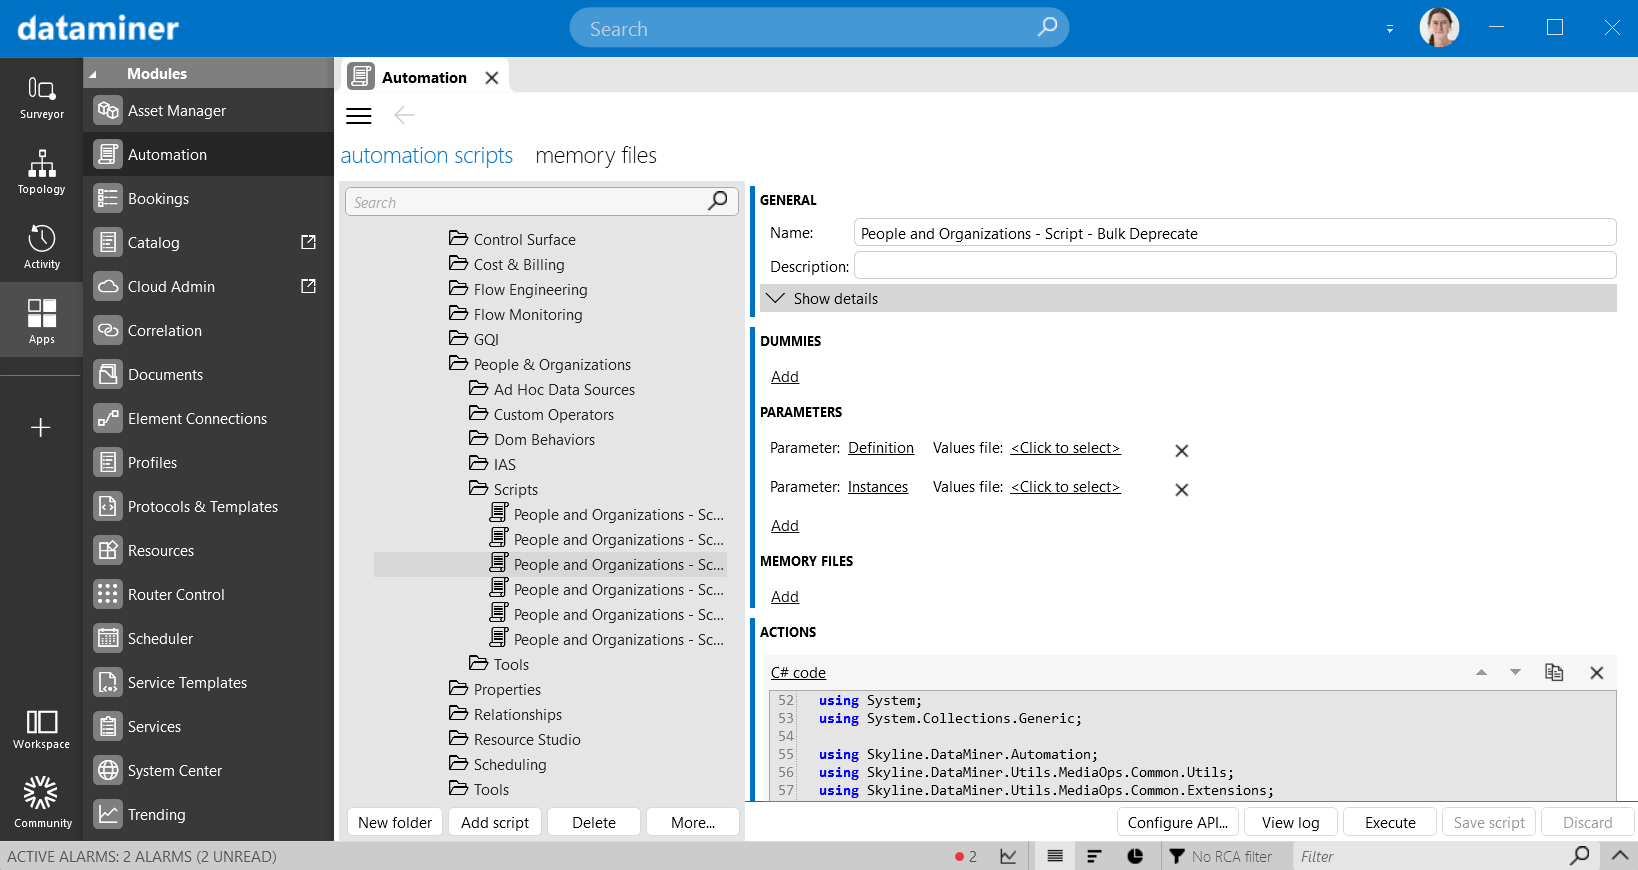 dataminer
Search
Surveyor
Topology
Activity
Apps
Workspace
Community
Modules
Asset Manager
Automation
Bookings
Catalog
Cloud Admin
Correlation
Documents
Element Connections
Profiles
Protocols & Templates
Resources
Router Control
Scheduler
Service Templates
Services
System Center
Trending
Automation
automation scripts memory files
Search
Control Surface
Cost & Billing
Flow Engineering
Flow Monitoring
GQI
People & Organizations
Ad Hoc Data Sources
Custom Operators
Dom Behaviors
IAS
Scripts
People and Organizations - Sc...
People and Organizations - Sc...
People and Organizations - Sc...
People and Organizations - Sc...
People and Organizations - Sc...
People and Organizations - Sc...
Tools
Properties
Relationships
Resource Studio
Scheduling
Tools
New folder Add script Delete More...
GENERAL
Name: People and Organizations - Script - Bulk Deprecate
Description:
Show details
DUMMIES
Add
PARAMETERS
Parameter: Definition Values file: <Click to select>
Parameter: Instances Values file: <Click to select>
Add
MEMORY FILES
Add
ACTIONS
C# code
52 using System;
53 using System.Collections.Generic;
54
55 using Skyline.DataMiner.Automation;
56 using Skyline.DataMiner.Utils.MediaOps.Common.Utils;
57 using Skyline.DataMiner.Utils.MediaOps.Common.Extensions;
Configure API... View log Execute Save script Discard
ACTIVE ALARMS: 2 ALARMS (2 UNREAD) 2 No RCA filter Filter